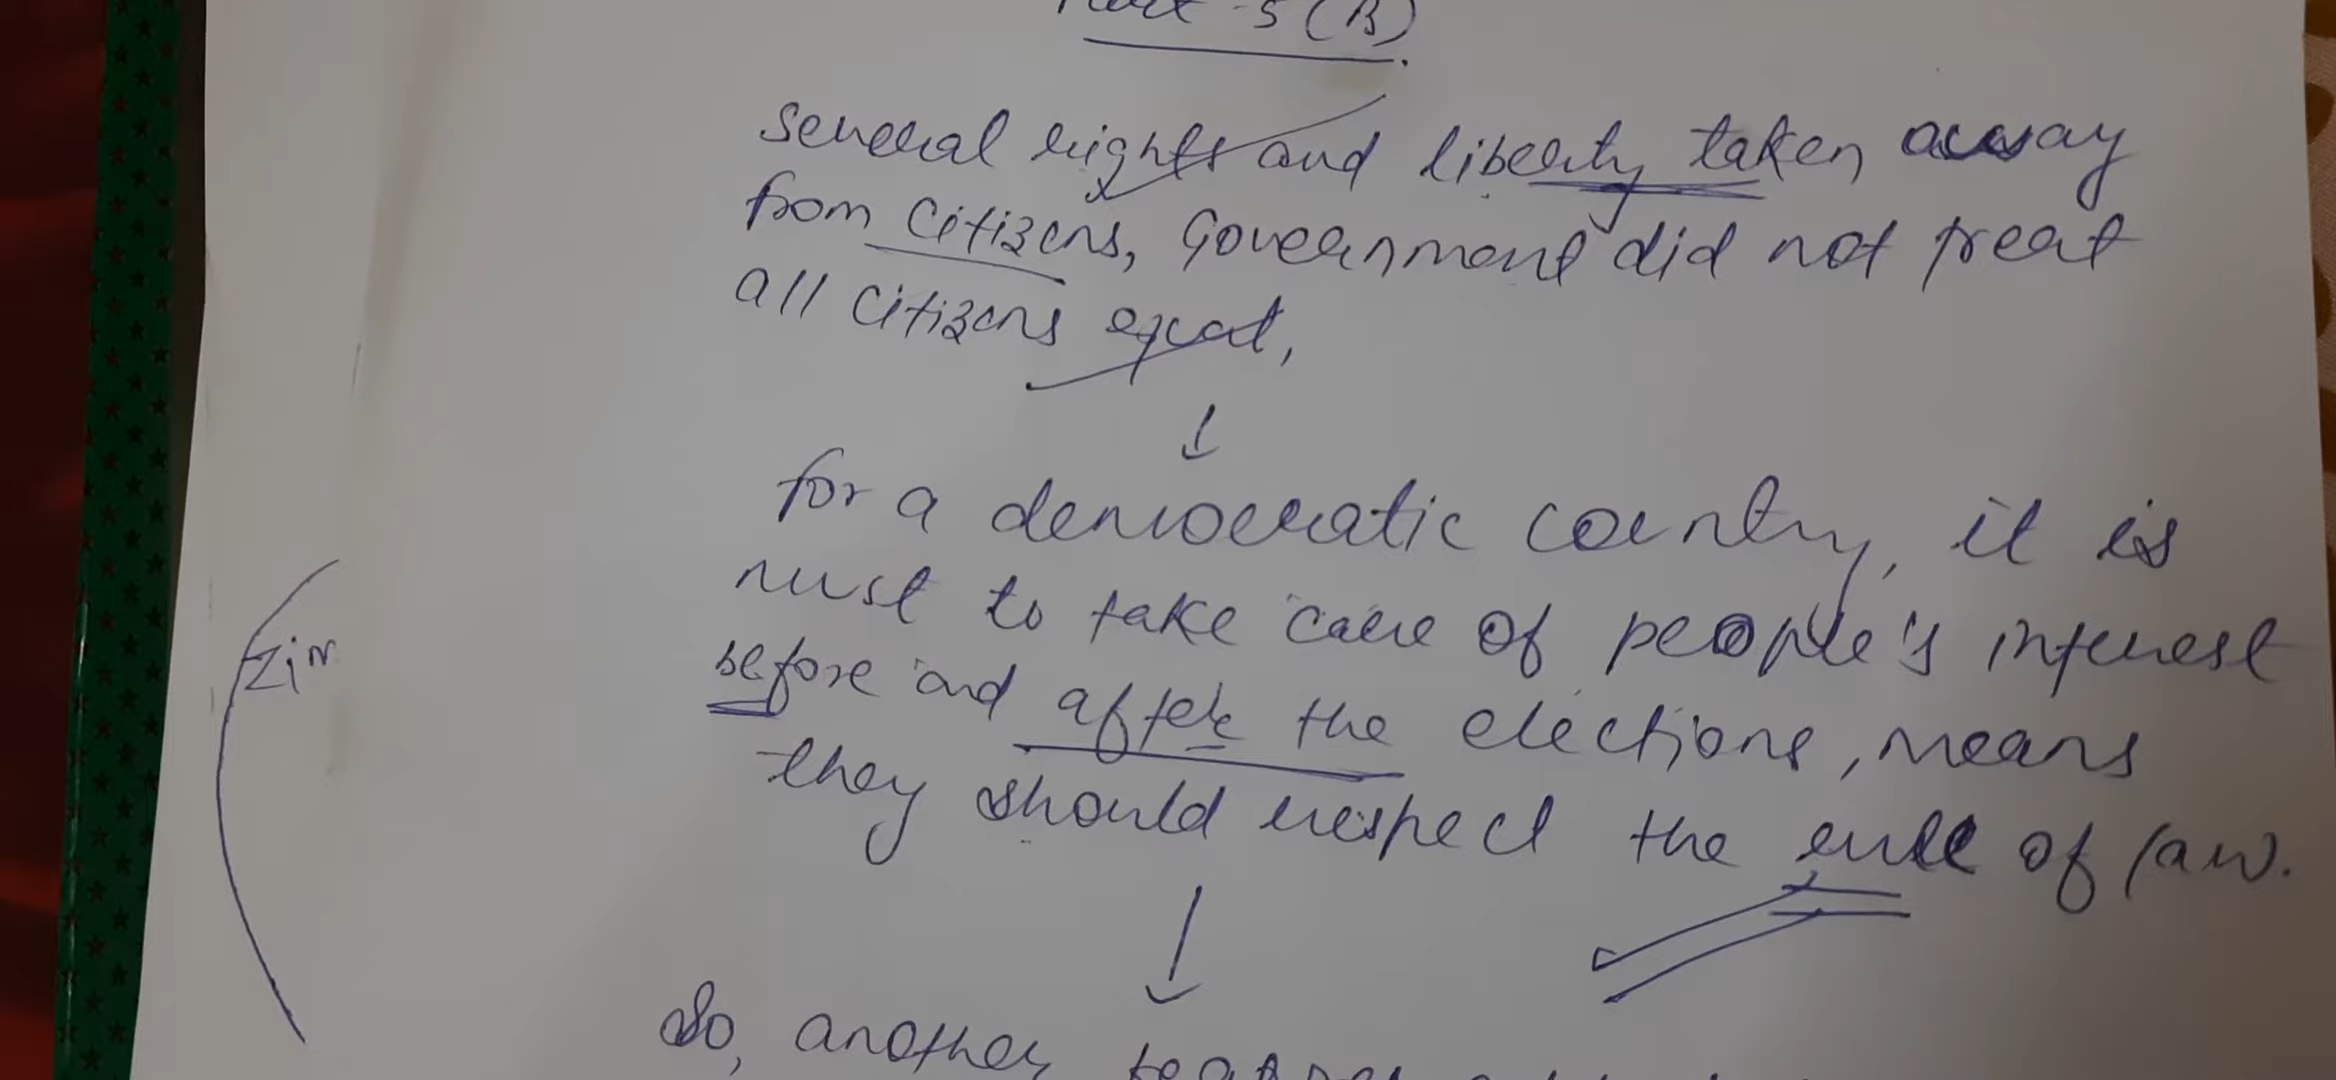 Part -5 (B)
several rights and liberty taken away
from citizens, Government did not treat
all citizens equal,
for a democratic country, it is
must to take care of people's interest
before and after the elections, means
they should respect the rule of law.
Zim
So, another